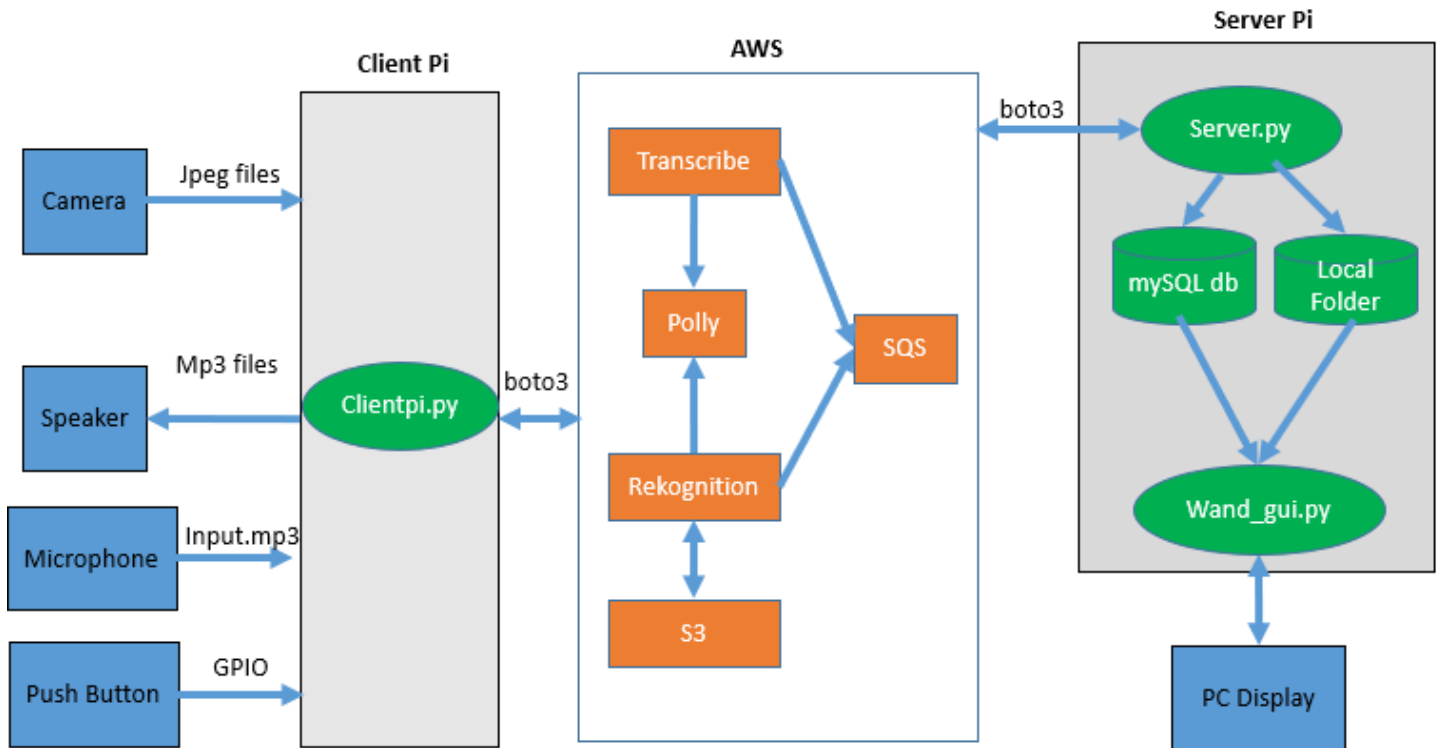 Client Pi
AWS
Server Pi
Camera
Jpeg files
Speaker
Mp3 files
Microphone
Input.mp3
Push Button
GPIO
Clientpi.py
boto3
Transcribe
Polly
SQS
Rekognition
S3
boto3
Server.py
mySQL db
Local
Folder
Wand_gui.py
PC Display